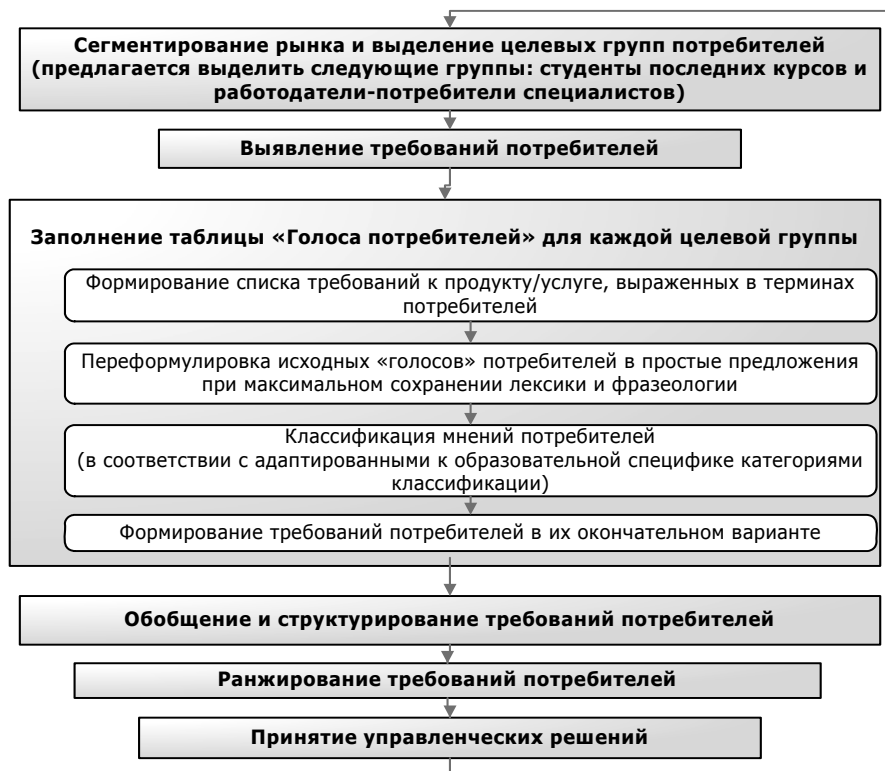 Сегментирование рынка и выделение целевых групп потребителей
(предлагается выделить следующие группы: студенты последних курсов и
работодатели-потребители специалистов)
Выявление требований потребителей
Заполнение таблицы «Голоса потребителей» для каждой целевой группы
Формирование списка требований к продукту/услуге, выраженных в терминах
потребителей
Переформулировка исходных «голосов» потребителей в простые предложения
при максимальном сохранении лексики и фразеологии
Классификация мнений потребителей
(в соответствии с адаптированными к образовательной специфике категориями
классификации)
Формирование требований потребителей в их окончательном варианте
Обобщение и структурирование требований потребителей
Ранжирование требований потребителей
Принятие управленческих решений